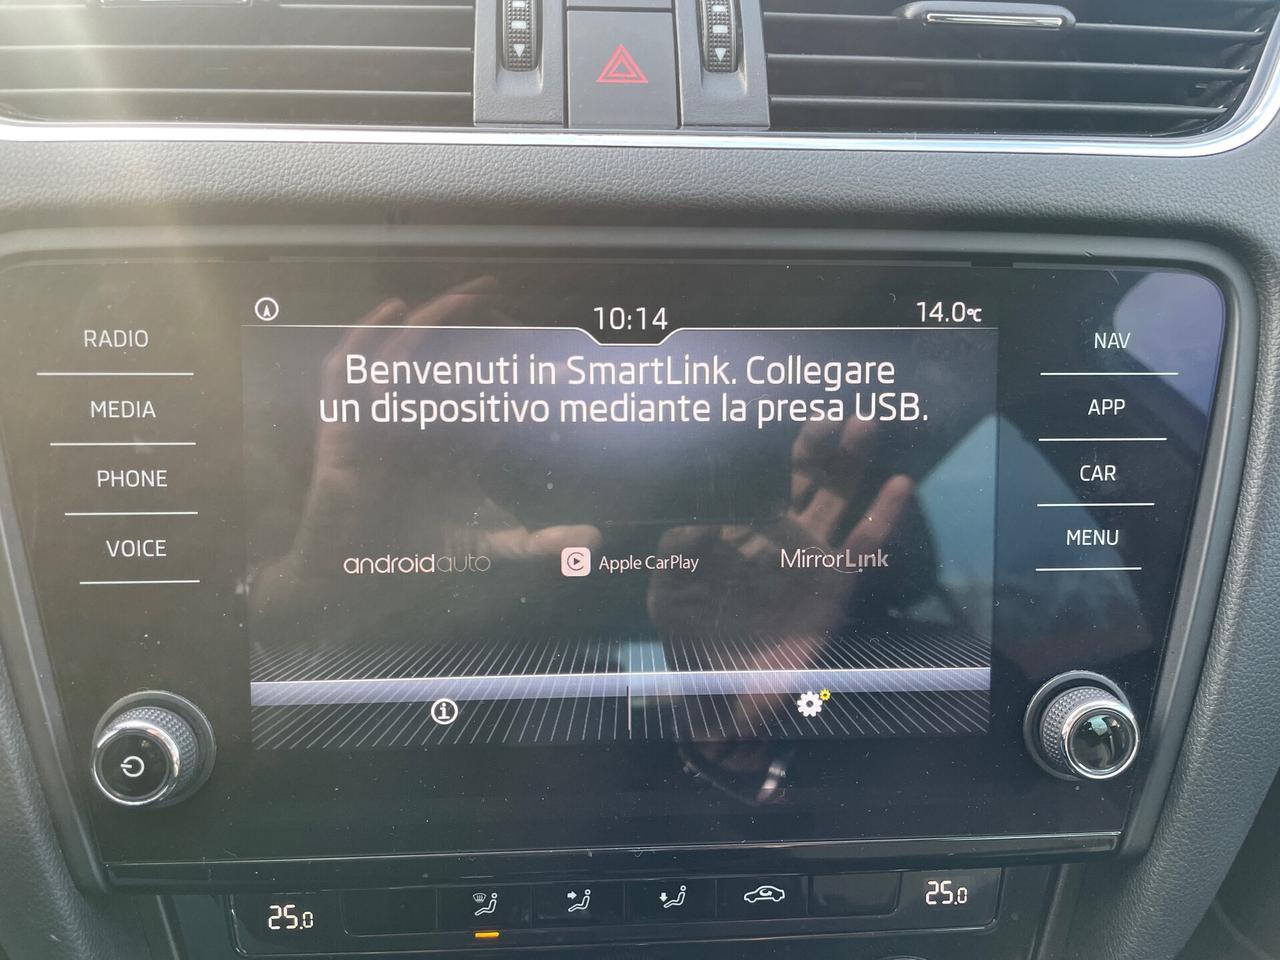 10:14
14.0°C
RADIO
MEDIA
PHONE
VOICE
Benvenuti in SmartLink. Collegare
un dispositivo mediante la presa USB.
androidauto
Apple CarPlay
MirrorLink
NAV
APP
CAR
MENU
25.0
25.0